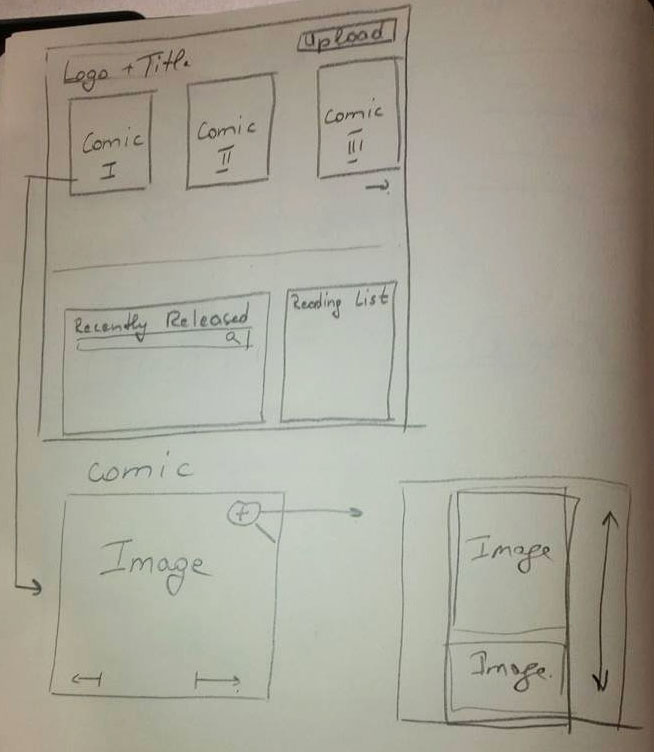 Upload
Logo + Title
Comic
I
Comic
II
Comic
III
Recently Released
Reading List
comic
Image
Image
Image.